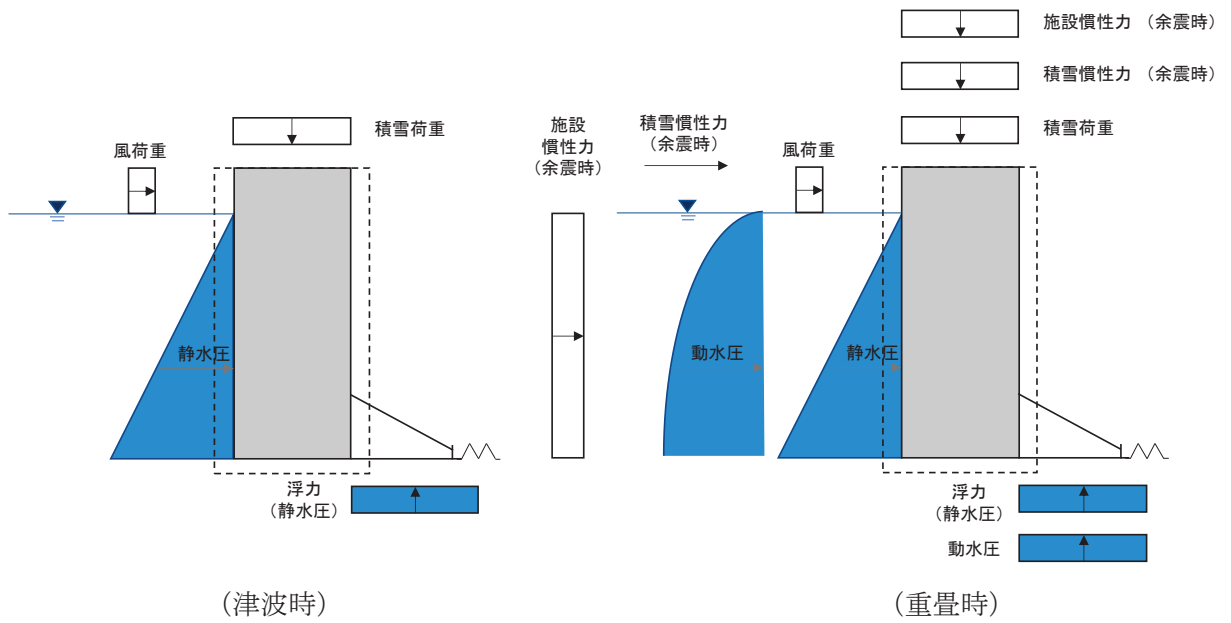 風荷重
積雪荷重
静水圧
浮力
（静水圧）
（津波時）
施設慣性力 （余震時）
積雪慣性力 （余震時）
積雪荷重
施設
慣性力
（余震時）
積雪慣性力
（余震時）
風荷重
動水圧
静水圧
浮力
（静水圧）
動水圧
（重畳時）